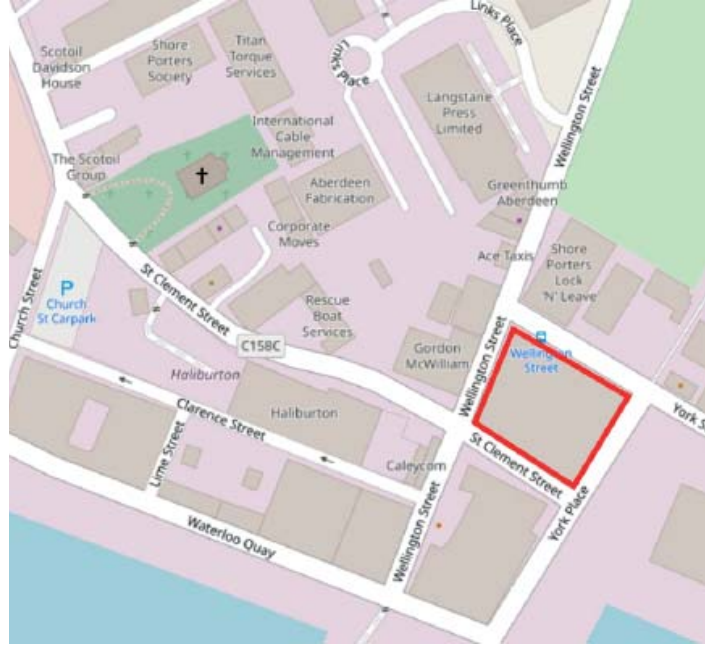 Links Place
Scotoil
Davidson
House
Shore
Porters
Society
Titan
Torque
Services
Links Place
Langstane
Press
Limited
Wellington Street
International
Cable
Management
The Scotoil
Group
Aberdeen
Fabrication
Greenthumb
Aberdeen
Corporate
Moves
Ace Taxis
Shore
Porters
Lock
'N' Leave
St Clement Street
P
Church
St Carpark
Church Street
Rescue
Boat
Services
C158C
Gordon
McWilliam
Wellington Street
Wellington
Street
Haliburton
Clarence Street
Haliburton
York S
Lime Street
St Clement Street
Caleycom
Wellington Street
York Place
Waterloo Quay